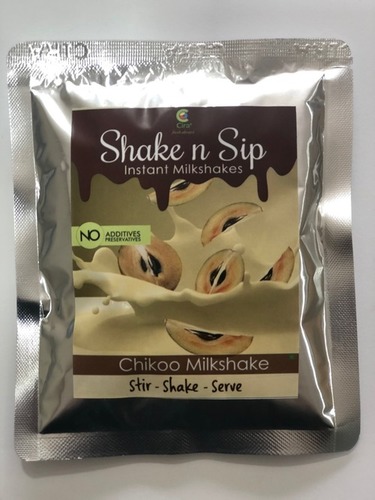 Shake n Sip
Instant Milkshakes
NO ADDITIVES
PRESERVATIVES
Chikoo Milkshake
Stir - Shake - Serve